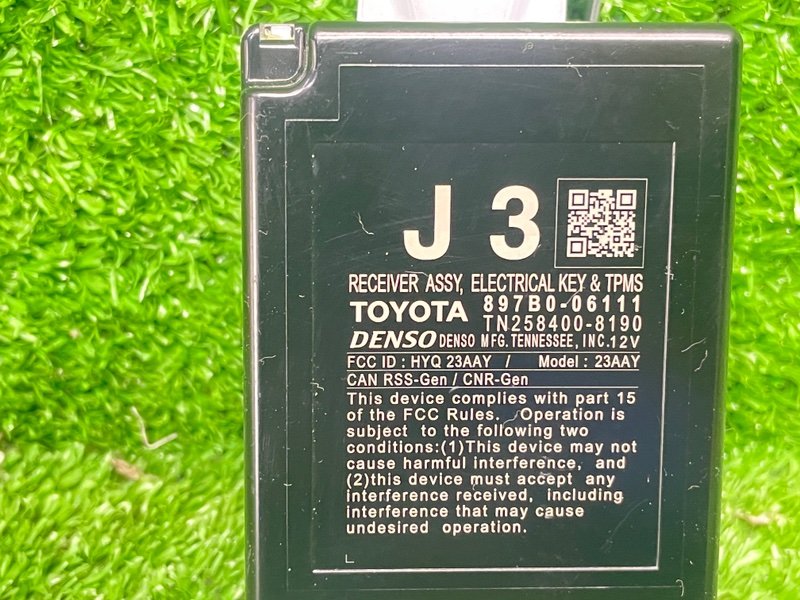 J 3
RECEIVER ASSY, ELECTRICAL KEY & TPMS
TOYOTA 897B0-06111
TN258400-8190
DENSO DENSO MFG. TENNESSEE, INC. 12V
FCC ID : HYQ 23AAY / Model : 23AAY
CAN RSS-Gen / CNR-Gen
This device complies with part 15
of the FCC Rules. Operation is
subject to the following two
conditions:(1)This device may not
cause harmful interference, and
(2)this device must accept any
interference received, including
interference that may cause
undesired operation.